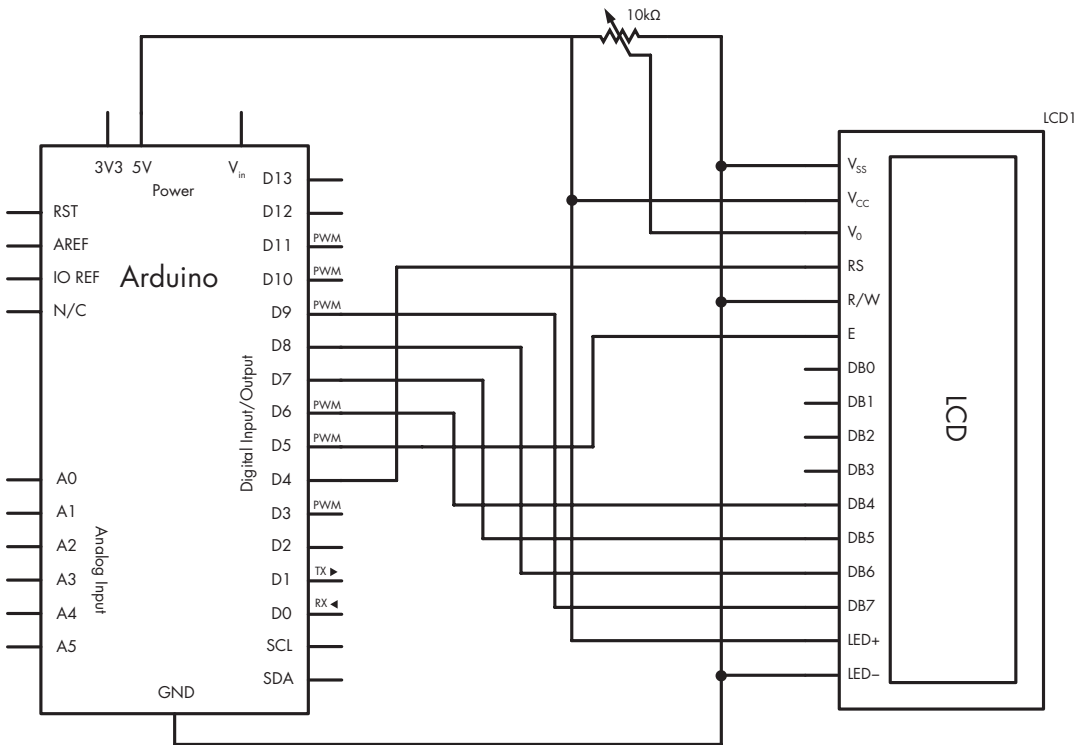 10kΩ
LCD1
3V3 5V Vin
Power
RST
AREF
IO REF
N/C
Arduino
A0
A1
A2
A3
A4
A5
Analog Input
Digital Input/Output
D13
D12
D11 PWM
D10 PWM
D9 PWM
D8
D7
D6 PWM
D5 PWM
D4
D3 PWM
D2
D1 TX ►
D0 RX ◄
SCL
SDA
GND
VSS
VCC
V0
RS
R/W
E
DB0
DB1
DB2
DB3
DB4
DB5
DB6
DB7
LED+
LED–
LCD